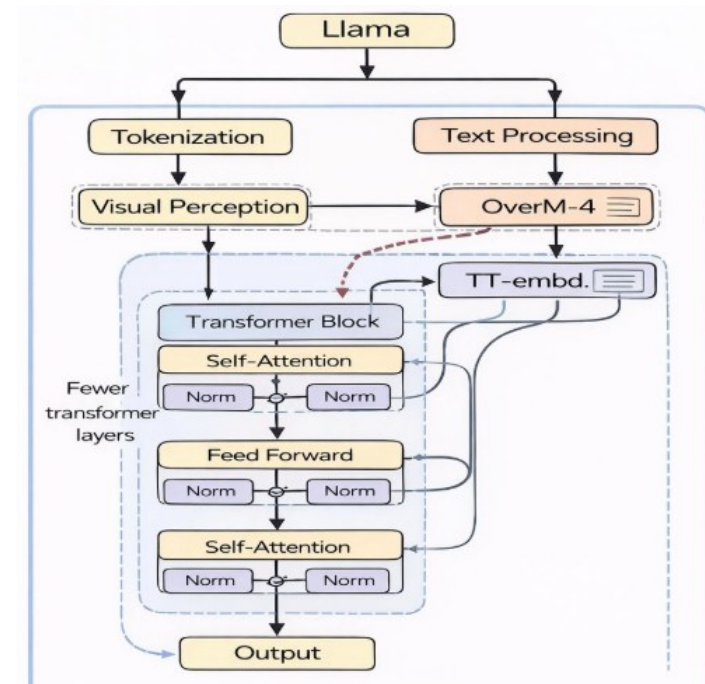 Llama
Tokenization
Text Processing
Visual Perception
OverM-4
TT-embd.
Transformer Block
Self-Attention
Norm
Norm
Fewer
transformer
layers
Feed Forward
Norm
Norm
Self-Attention
Norm
Norm
Output